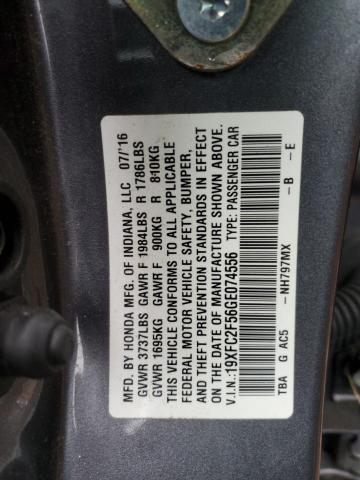 MFD. BY HONDA MFG. OF INDIANA, LLC 07/'16
GVWR 3737LBS GAWR F 1984LBS R 1786LBS
GVWR 1695KG GAWR F 900KG R 810KG
THIS VEHICLE CONFORMS TO ALL APPLICABLE
FEDERAL MOTOR VEHICLE SAFETY, BUMPER,
AND THEFT PREVENTION STANDARDS IN EFFECT
ON THE DATE OF MANUFACTURE SHOWN ABOVE.
V.I.N.:19XFC2F56GE074556 TYPE: PASSENGER CAR
TBA G AC5 -NH797MX -B -E